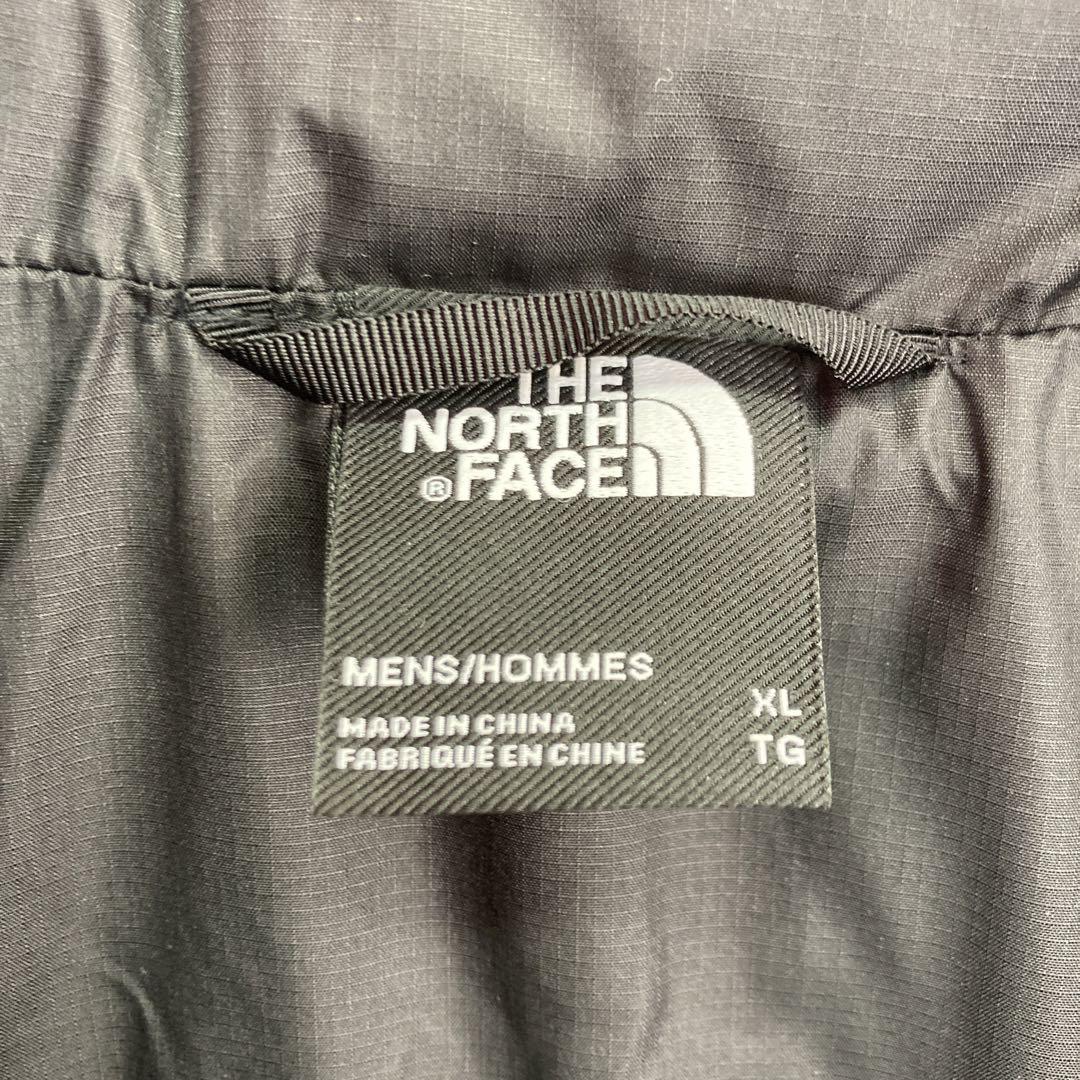 THE
NORTH
® FACE
MENS/HOMMES
XL
MADE IN CHINA
FABRIQUÉ EN CHINE
TG